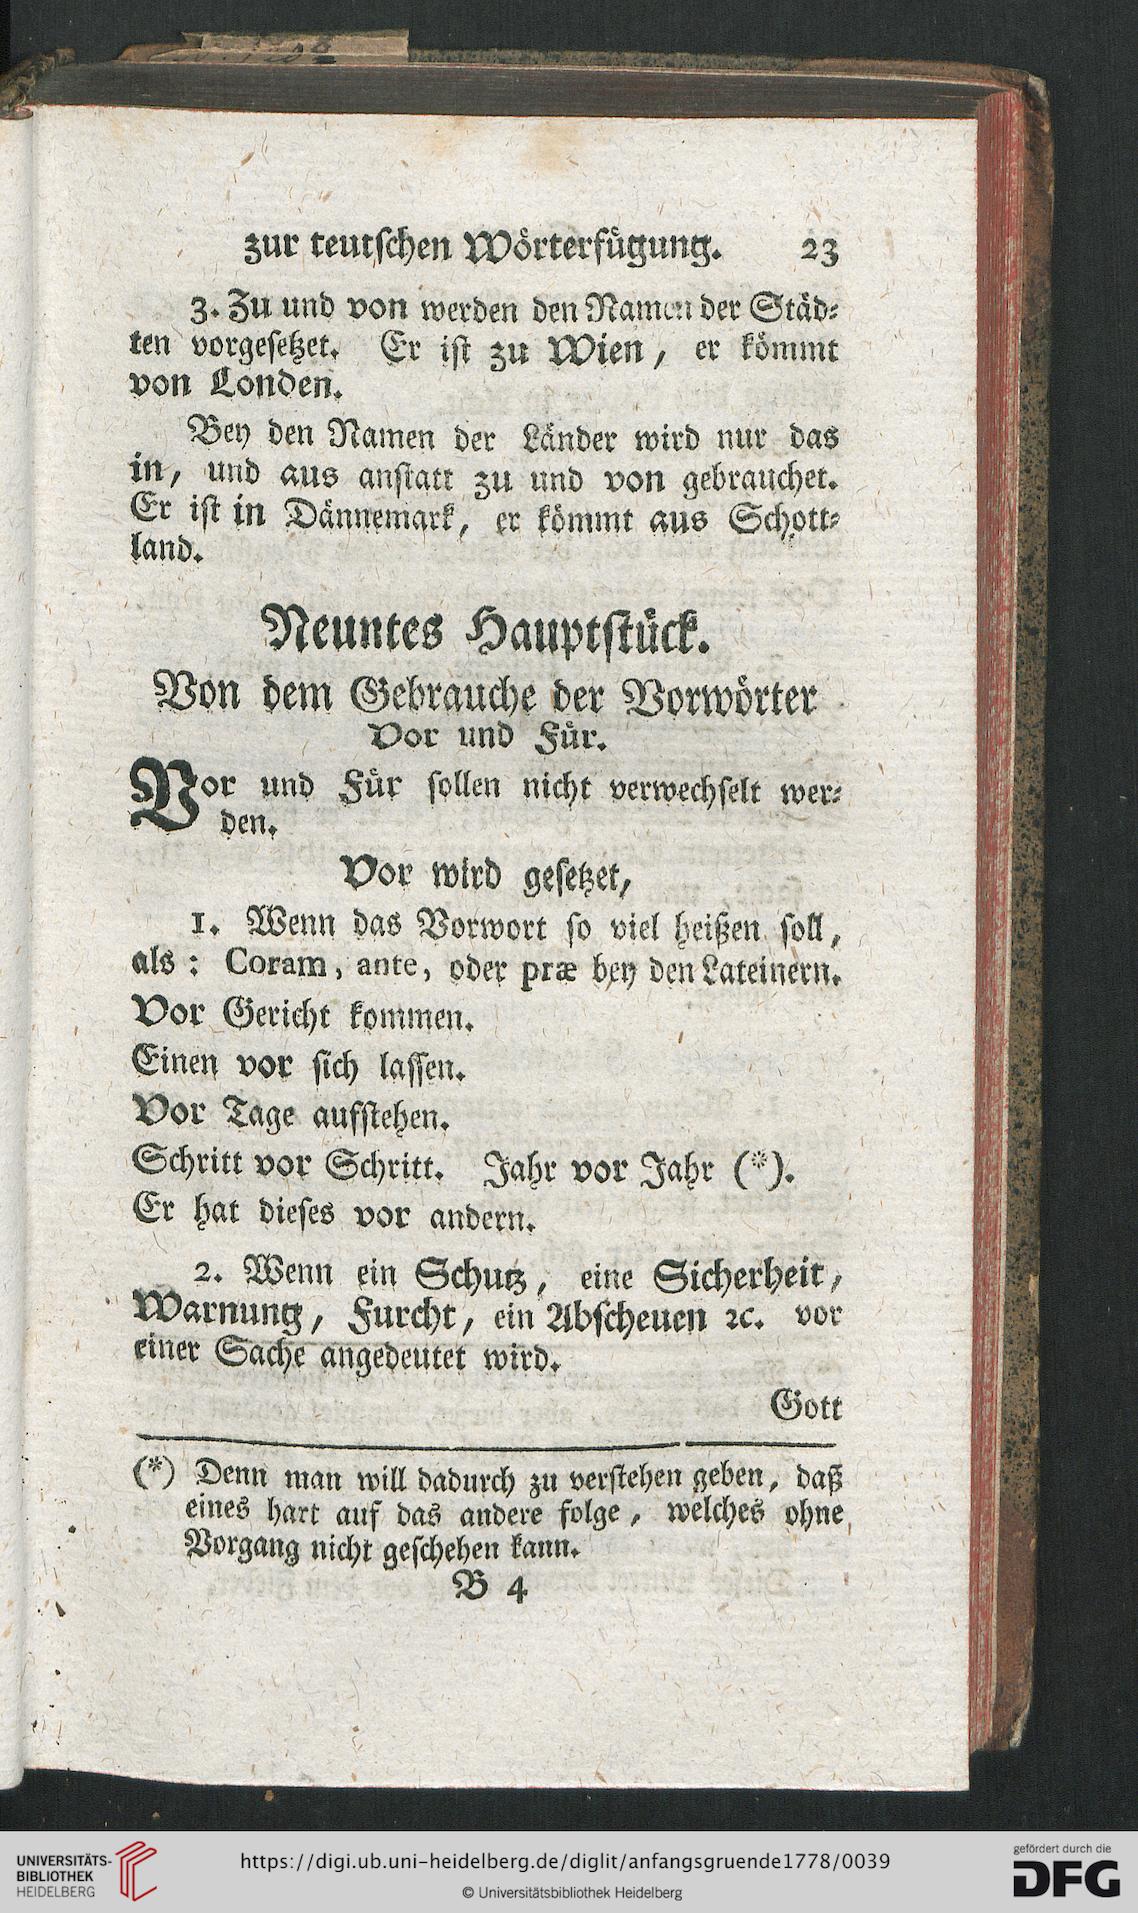 zur teutschen Wörterfügung. 23
3. Zu und von werden den Namen der Städ⸗
ten vorgesetzet. Er ist zu Wien, er kömmt
von Londen.
Bey den Namen der Länder wird nur das
in, und aus anstatt zu und von gebrauchet.
Er ist in Dännemark, er kömmt aus Schott⸗
land.
Neuntes Hauptstück.
Von dem Gebrauche der Vorwörter
Vor und Für.
Vor und Für sollen nicht verwechselt wer⸗
den.
Vor wird gesetzet,
1. Wenn das Vorwort so viel heißen soll,
als: Coram, ante, oder præ bey den Lateinern.
Vor Gericht kommen.
Einen vor sich lassen.
Vor Tage aufstehen.
Schritt vor Schritt. Jahr vor Jahr (*).
Er hat dieses vor andern.
2. Wenn ein Schutz, eine Sicherheit,
Warnung, Furcht, ein Abscheuen ꝛc. vor
einer Sache angedeutet wird.
Gott
(*) Denn man will dadurch zu verstehen geben, daß
eines hart auf das andere folge, welches ohne
Vorgang nicht geschehen kann.
B 4
UNIVERSITÄTS-
BIBLIOTHEK
HEIDELBERG
https://digi.ub.uni-heidelberg.de/diglit/anfangsgruende1778/0039
© Universitätsbibliothek Heidelberg
gefördert durch die
DFG